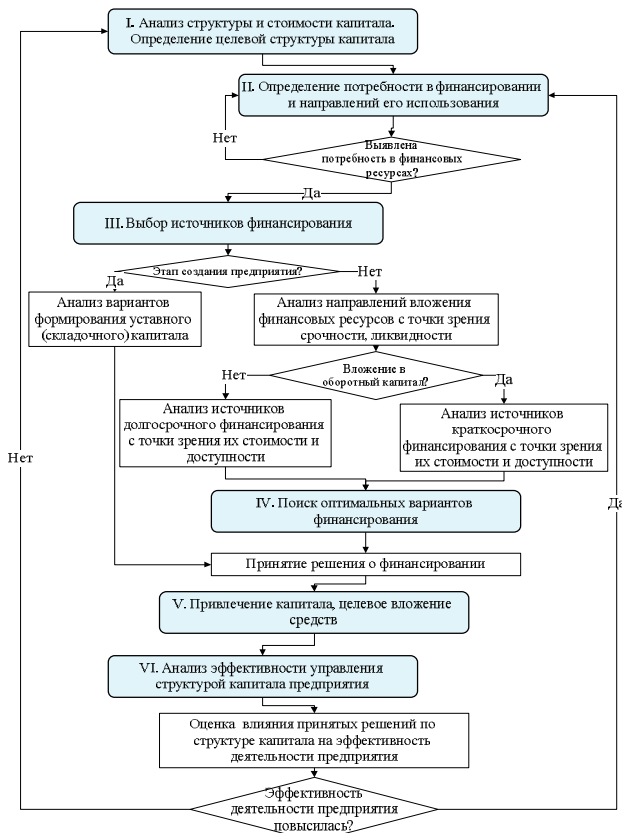 I. Анализ структуры и стоимости капитала.
Определение целевой структуры капитала
II. Определение потребности в финансировании
и направлений его использования
Нет
Выявлена
потребность в финансовых
ресурсах?
Да
III. Выбор источников финансирования
Этап создания предприятия?
Да
Нет
Анализ вариантов
формирования уставного
(складочного) капитала
Анализ направлений вложения
финансовых ресурсов с точки зрения
срочности, ликвидности
Вложение в
оборотный капитал?
Нет
Да
Анализ источников
долгосрочного финансирования
с точки зрения их стоимости и
доступности
Анализ источников
краткосрочного
финансирования с точки зрения
их стоимости и доступности
Нет
Да
IV. Поиск оптимальных вариантов
финансирования
Принятие решения о финансировании
V. Привлечение капитала, целевое вложение
средств
VI. Анализ эффективности управления
структурой капитала предприятия
Оценка влияния принятых решений по
структуре капитала на эффективность
деятельности предприятия
Эффективность
деятельности предприятия
повысилась?